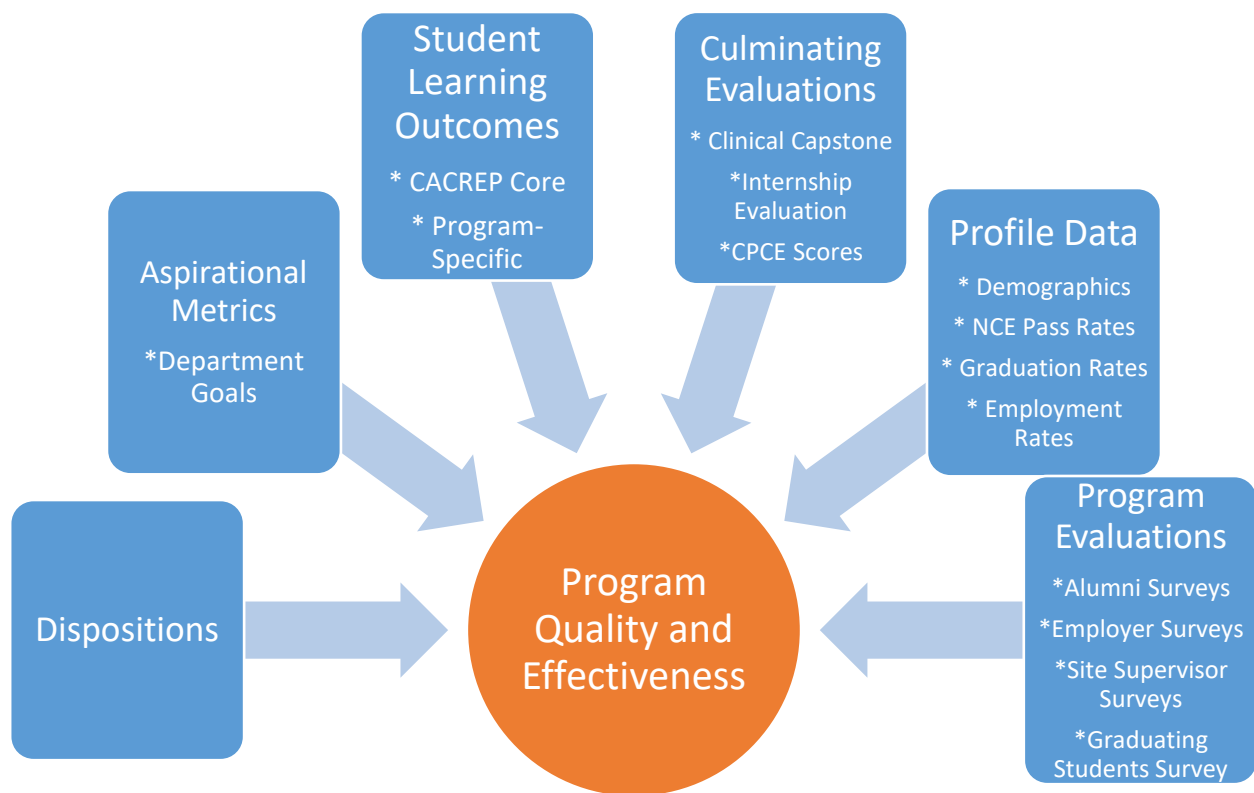 Dispositions
Aspirational
Metrics
*Department
Goals
Student
Learning
Outcomes
* CACREP Core
* Program-
Specific
Culminating
Evaluations
* Clinical Capstone
*Internship
Evaluation
*CPCE Scores
Profile Data
* Demographics
* NCE Pass Rates
* Graduation Rates
* Employment
Rates
Program
Evaluations
*Alumni Surveys
*Employer Surveys
*Site Supervisor
Surveys
*Graduating
Students Survey
Program
Quality and
Effectiveness